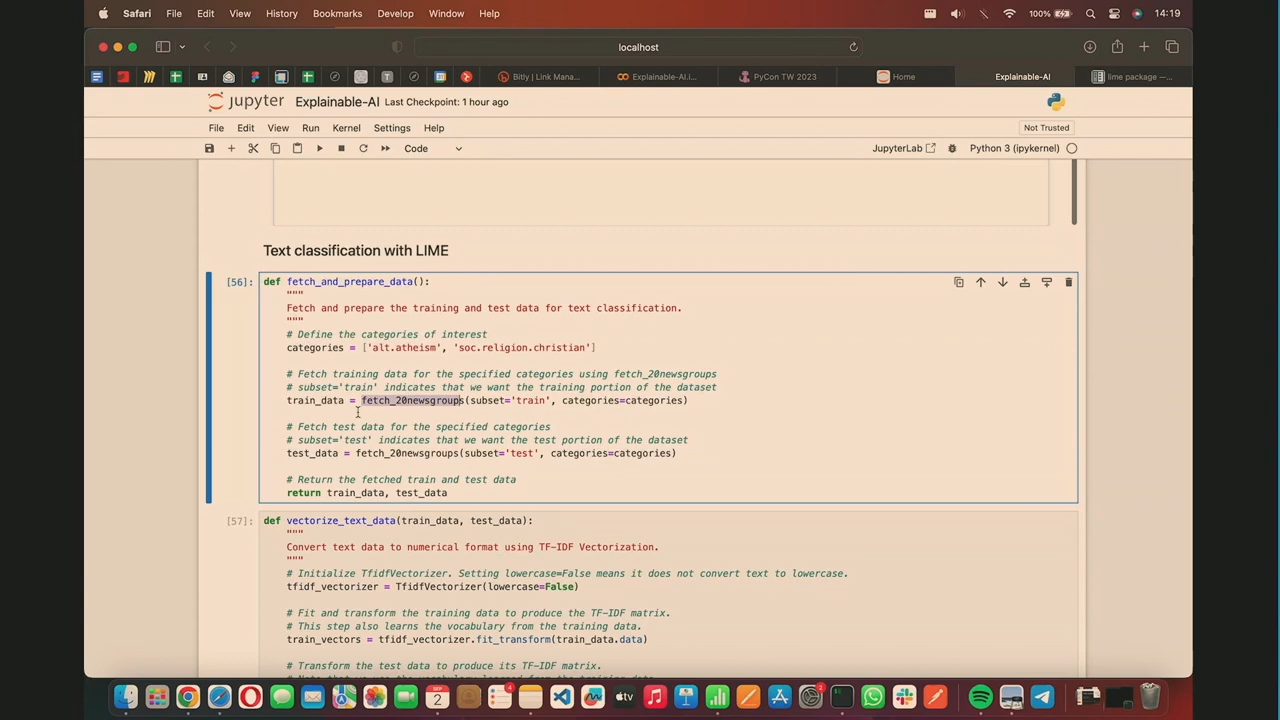 Safari File Edit View History Bookmarks Develop Window Help 100% 14:19
localhost
Bitly | Link Mana... Explainable-AI.i... PyCon TW 2023 Home Explainable-AI lime package —...
jupyter Explainable-AI Last Checkpoint: 1 hour ago
File Edit View Run Kernel Settings Help Not Trusted
Code JupyterLab Python 3 (ipykernel)
Text classification with LIME
[56]: def fetch_and_prepare_data():
"""
Fetch and prepare the training and test data for text classification.
"""
# Define the categories of interest
categories = ['alt.atheism', 'soc.religion.christian']
# Fetch training data for the specified categories using fetch_20newsgroups
# subset='train' indicates that we want the training portion of the dataset
train_data = fetch_20newsgroups(subset='train', categories=categories)
# Fetch test data for the specified categories
# subset='test' indicates that we want the test portion of the dataset
test_data = fetch_20newsgroups(subset='test', categories=categories)
# Return the fetched train and test data
return train_data, test_data
[57]: def vectorize_text_data(train_data, test_data):
"""
Convert text data to numerical format using TF-IDF Vectorization.
"""
# Initialize TfidfVectorizer. Setting lowercase=False means it does not convert text to lowercase.
tfidf_vectorizer = TfidfVectorizer(lowercase=False)
# Fit and transform the training data to produce the TF-IDF matrix.
# This step also learns the vocabulary from the training data.
train_vectors = tfidf_vectorizer.fit_transform(train_data.data)
# Transform the test data to produce its TF-IDF matrix.
SEP
2
tv